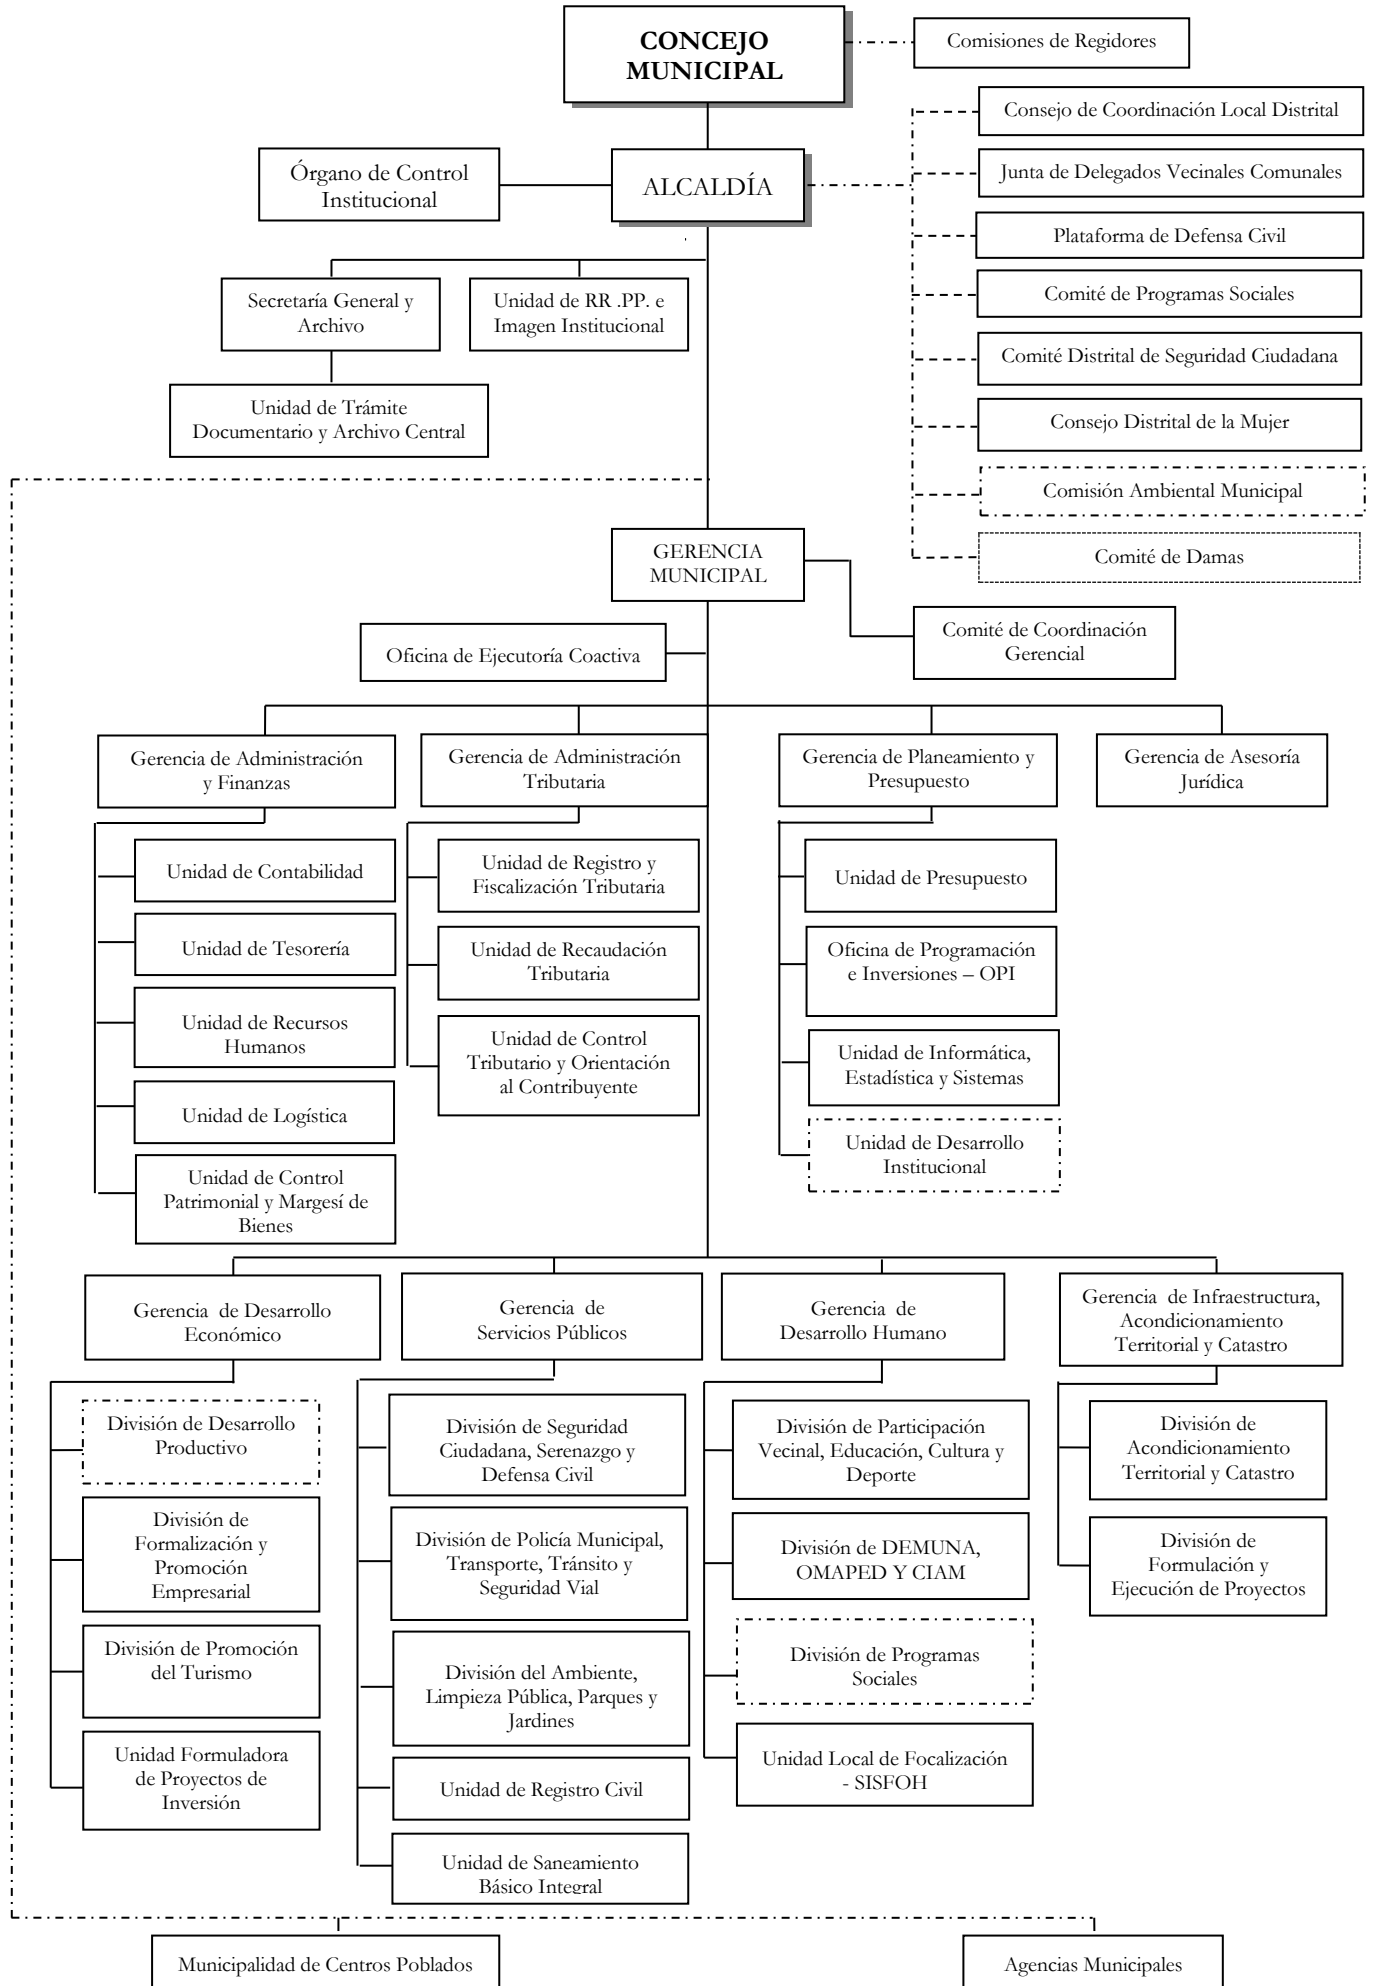 CONCEJO
MUNICIPAL
Comisiones de Regidores
Consejo de Coordinación Local Distrital
Órgano de Control
Institucional
ALCALDÍA
Junta de Delegados Vecinales Comunales
Plataforma de Defensa Civil
Secretaría General y
Archivo
Unidad de RR .PP. e
Imagen Institucional
Comité de Programas Sociales
Comité Distrital de Seguridad Ciudadana
Unidad de Trámite
Documentario y Archivo Central
Consejo Distrital de la Mujer
Comisión Ambiental Municipal
GERENCIA
MUNICIPAL
Comité de Damas
Comité de Coordinación
Gerencial
Oficina de Ejecutoría Coactiva
Gerencia de Administración
y Finanzas
Gerencia de Administración
Tributaria
Gerencia de Planeamiento y
Presupuesto
Gerencia de Asesoría
Jurídica
Unidad de Contabilidad
Unidad de Tesorería
Unidad de Recursos
Humanos
Unidad de Logística
Unidad de Control
Patrimonial y Margesí de
Bienes
Unidad de Registro y
Fiscalización Tributaria
Unidad de Recaudación
Tributaria
Unidad de Control
Tributario y Orientación
al Contribuyente
Unidad de Presupuesto
Oficina de Programación
e Inversiones – OPI
Unidad de Informática,
Estadística y Sistemas
Unidad de Desarrollo
Institucional
Gerencia  de Desarrollo
Económico
Gerencia  de
Servicios Públicos
Gerencia  de
Desarrollo Humano
Gerencia  de Infraestructura,
Acondicionamiento
Territorial y Catastro
División de Desarrollo
Productivo
División de
Formalización y
Promoción
Empresarial
División de Promoción
del Turismo
Unidad Formuladora
de Proyectos de
Inversión
División de Seguridad
Ciudadana, Serenazgo y
Defensa Civil
División de Policía Municipal,
Transporte, Tránsito y
Seguridad Vial
División del Ambiente,
Limpieza Pública, Parques y
Jardines
Unidad de Registro Civil
Unidad de Saneamiento
Básico Integral
División de Participación
Vecinal, Educación, Cultura y
Deporte
División de DEMUNA,
OMAPED Y CIAM
División de Programas
Sociales
Unidad Local de Focalización
- SISFOH
División de
Acondicionamiento
Territorial y Catastro
División de
Formulación y
Ejecución de Proyectos
Municipalidad de Centros Poblados
Agencias Municipales